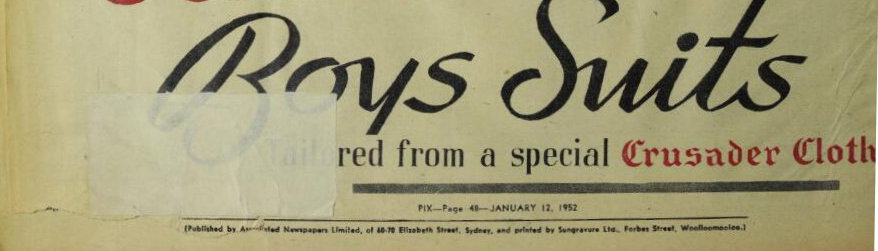 Boys Suits
Tailored from a special Crusader Cloth
PIX—Page 48—JANUARY 12, 1952
(Published by Associated Newspapers Limited, of 60-70 Elizabeth Street, Sydney, and printed by Sungravure Ltd., Forbes Street, Woolloomooloo.)